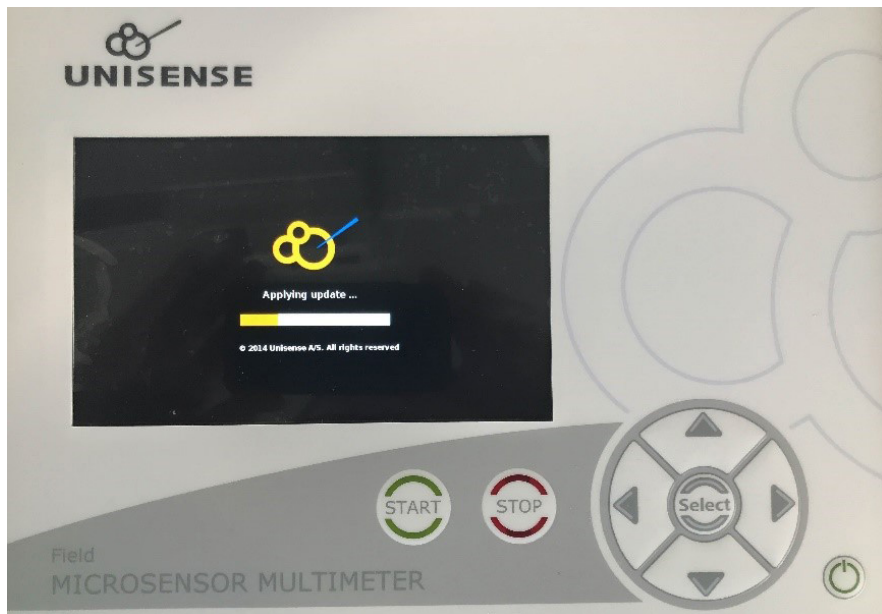 UNISENSE
Applying update ...
© 2014 Unisense A/S. All rights reserved
START
STOP
Select
Field
MICROSENSOR MULTIMETER